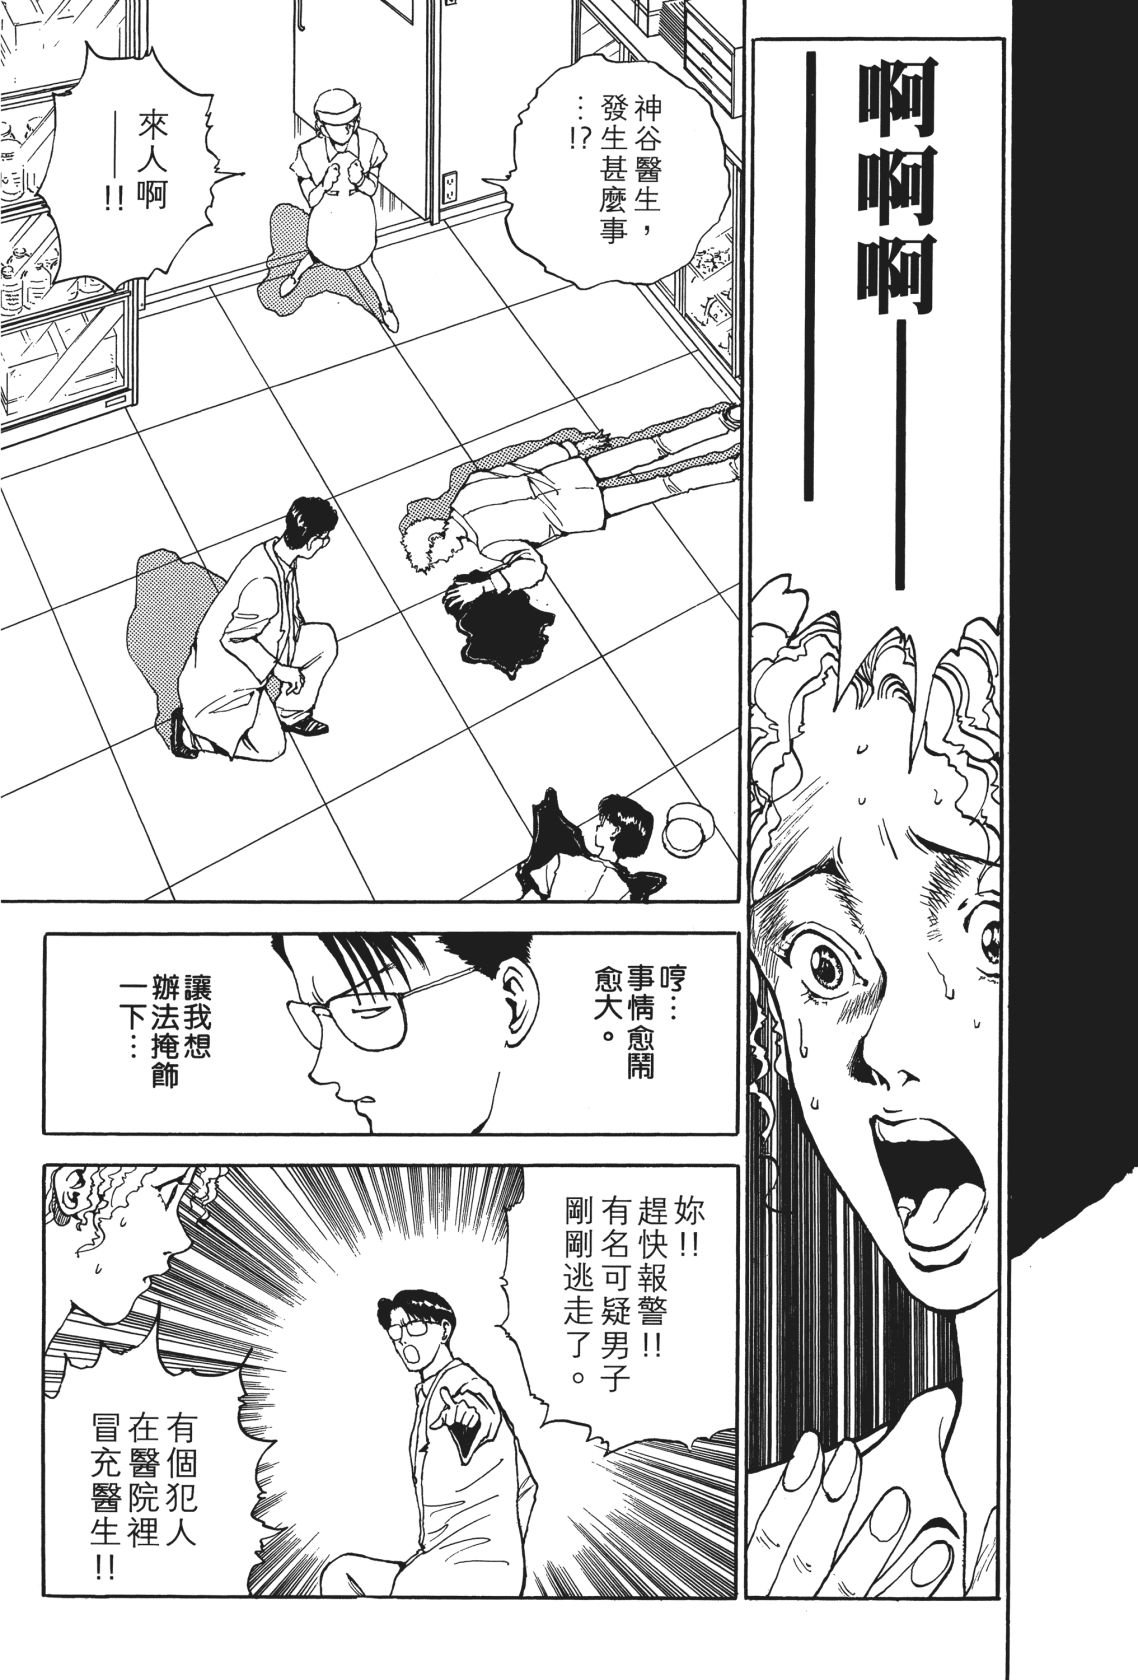 啊啊啊——
神谷醫生，
發生甚麼事
…!?
來人啊
——!!
哼…
事情愈鬧
愈大。
讓我想
辦法掩飾
一下…
妳!!
趕快報警!!
有名可疑男子
剛剛逃走了。
有個犯人
在醫院裡
冒充醫生!!